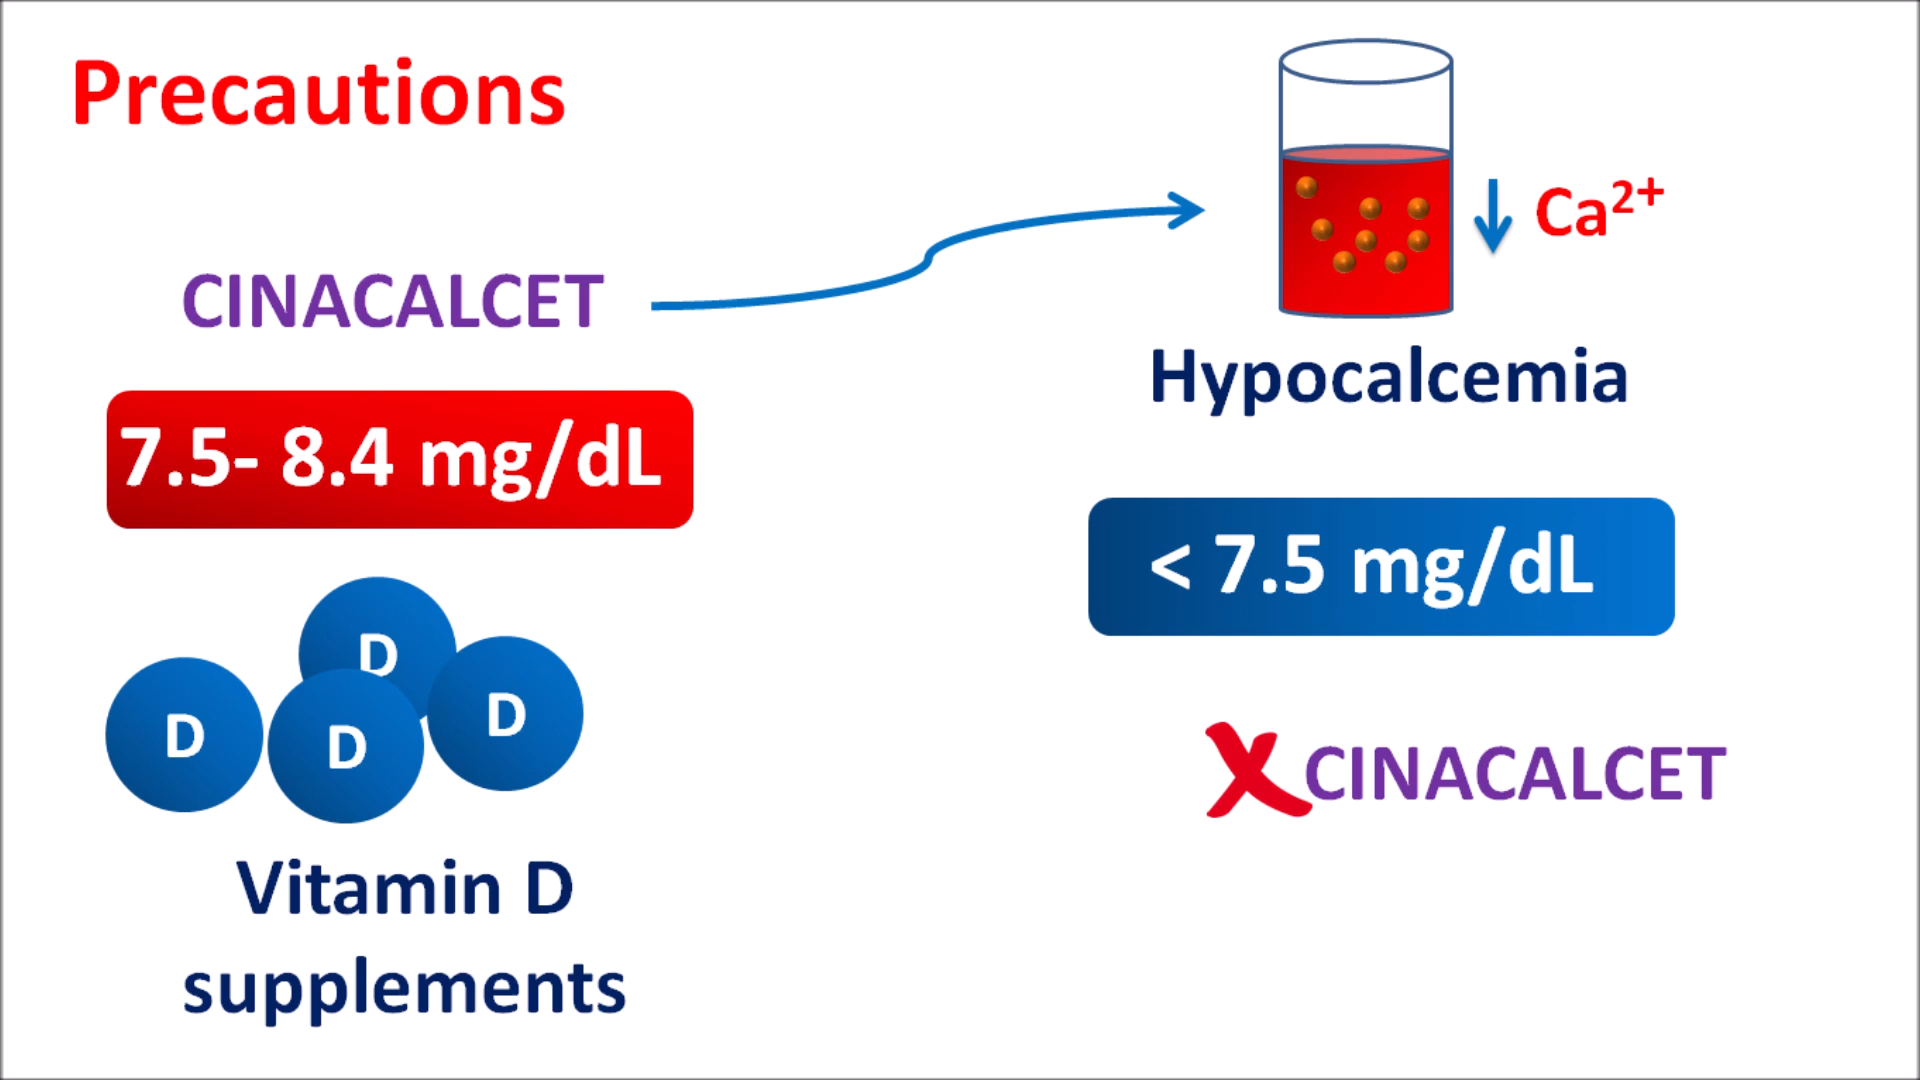 Precautions
CINACALCET
7.5- 8.4 mg/dL
D
D
D
D
Vitamin D
supplements
↓ Ca²⁺
Hypocalcemia
< 7.5 mg/dL
X CINACALCET